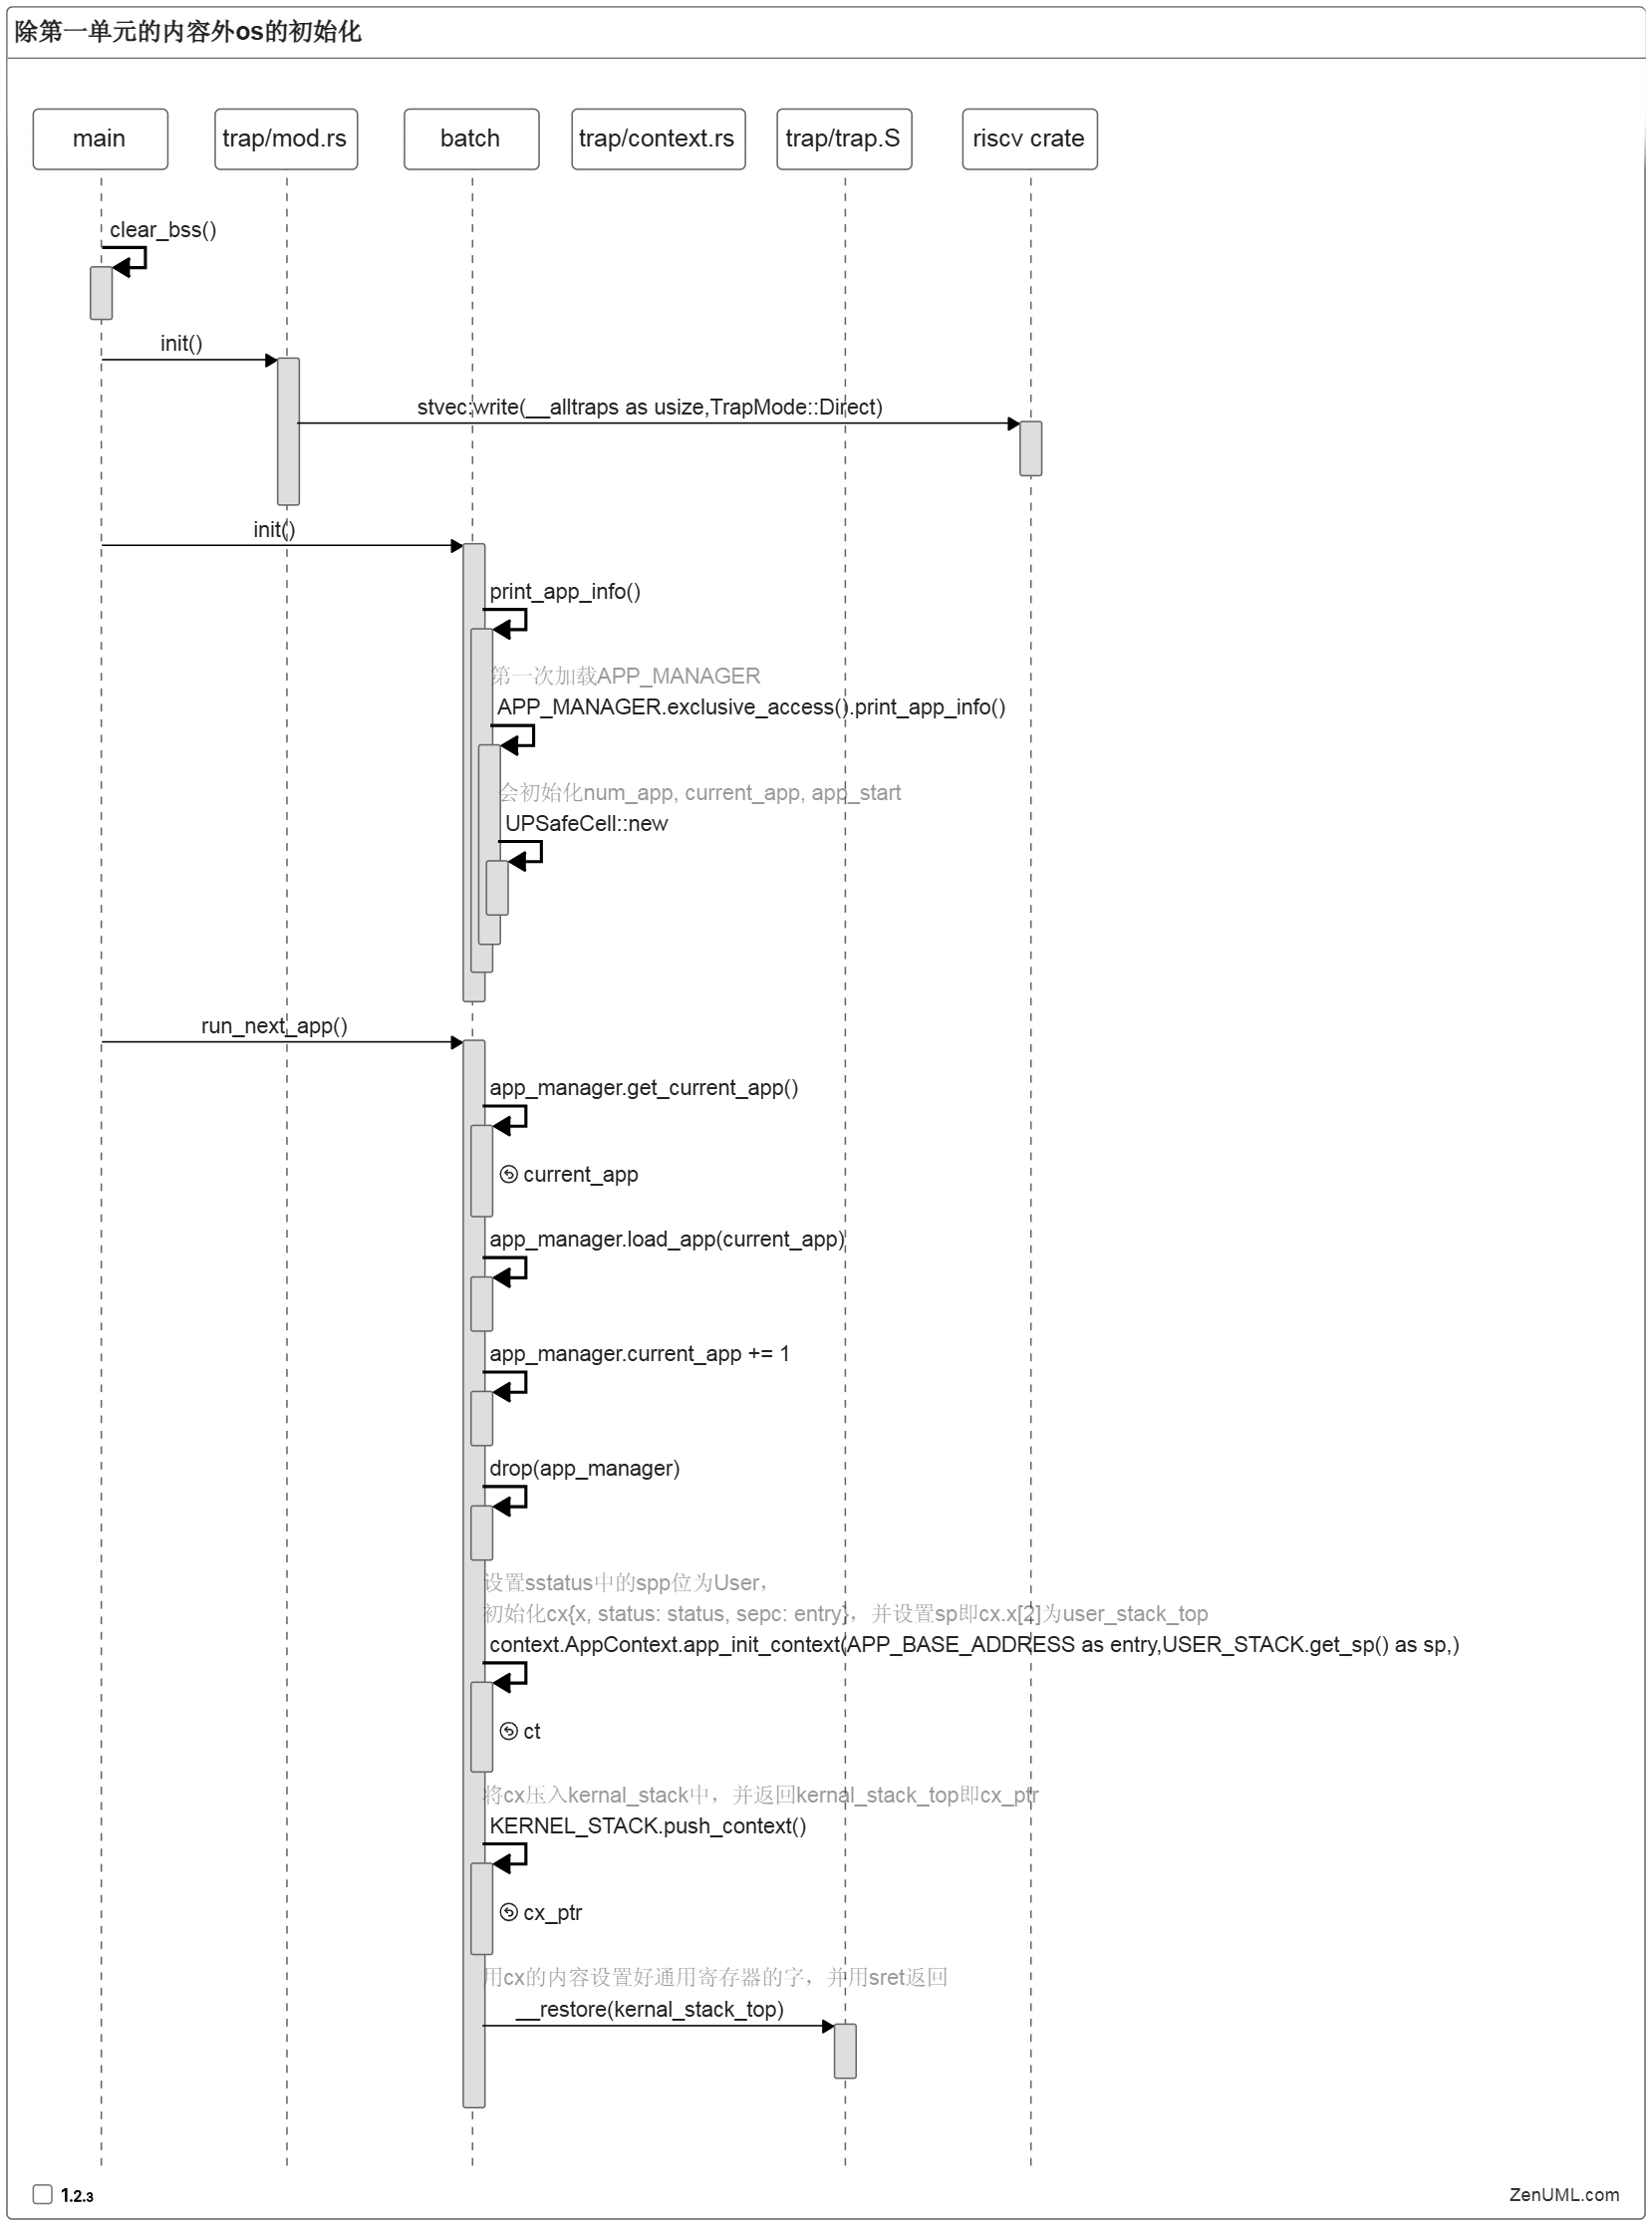 除第一单元的内容外os的初始化
main
trap/mod.rs
batch
trap/context.rs
trap/trap.S
riscv crate
clear_bss()
init()
stvec:write(__alltraps as usize,TrapMode::Direct)
init()
print_app_info()
第一次加载APP_MANAGER
APP_MANAGER.exclusive_access().print_app_info()
会初始化num_app, current_app, app_start
UPSafeCell::new
run_next_app()
app_manager.get_current_app()
current_app
app_manager.load_app(current_app)
app_manager.current_app += 1
drop(app_manager)
设置sstatus中的spp位为User，
初始化cx{x, status: status, sepc: entry}，并设置sp即cx.x[2]为user_stack_top
context.AppContext.app_init_context(APP_BASE_ADDRESS as entry,USER_STACK.get_sp() as sp,)
ct
将cx压入kernal_stack中，并返回kernal_stack_top即cx_ptr
KERNEL_STACK.push_context()
cx_ptr
用cx的内容设置好通用寄存器的字，并用sret返回
__restore(kernal_stack_top)
1.2.3
ZenUML.com